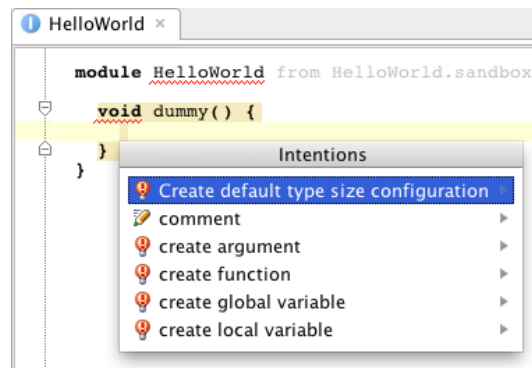 HelloWorld ×
module HelloWorld from HelloWorld.sandbox
void dummy() {
}
}
Intentions
Create default type size configuration
comment
create argument
create function
create global variable
create local variable